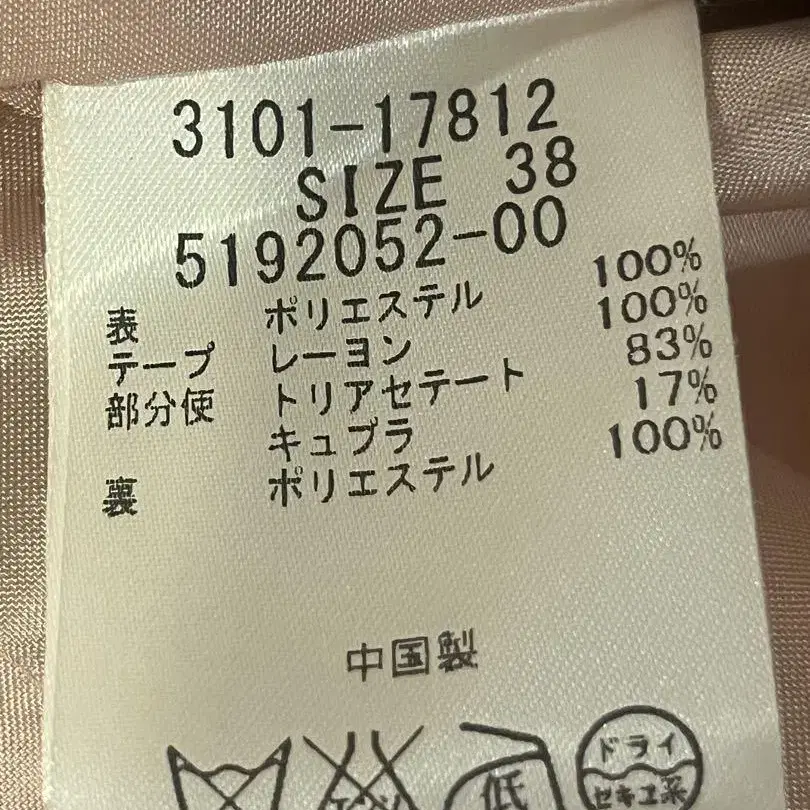 3101-17812
SIZE 38
5192052-00
表 ポリエステル 100%
テープ レーヨン 100%
部分使 トリアセテート 83%
キュプラ 17%
裏 ポリエステル 100%
中国製
エンソ
低
ドライ
セキユ系